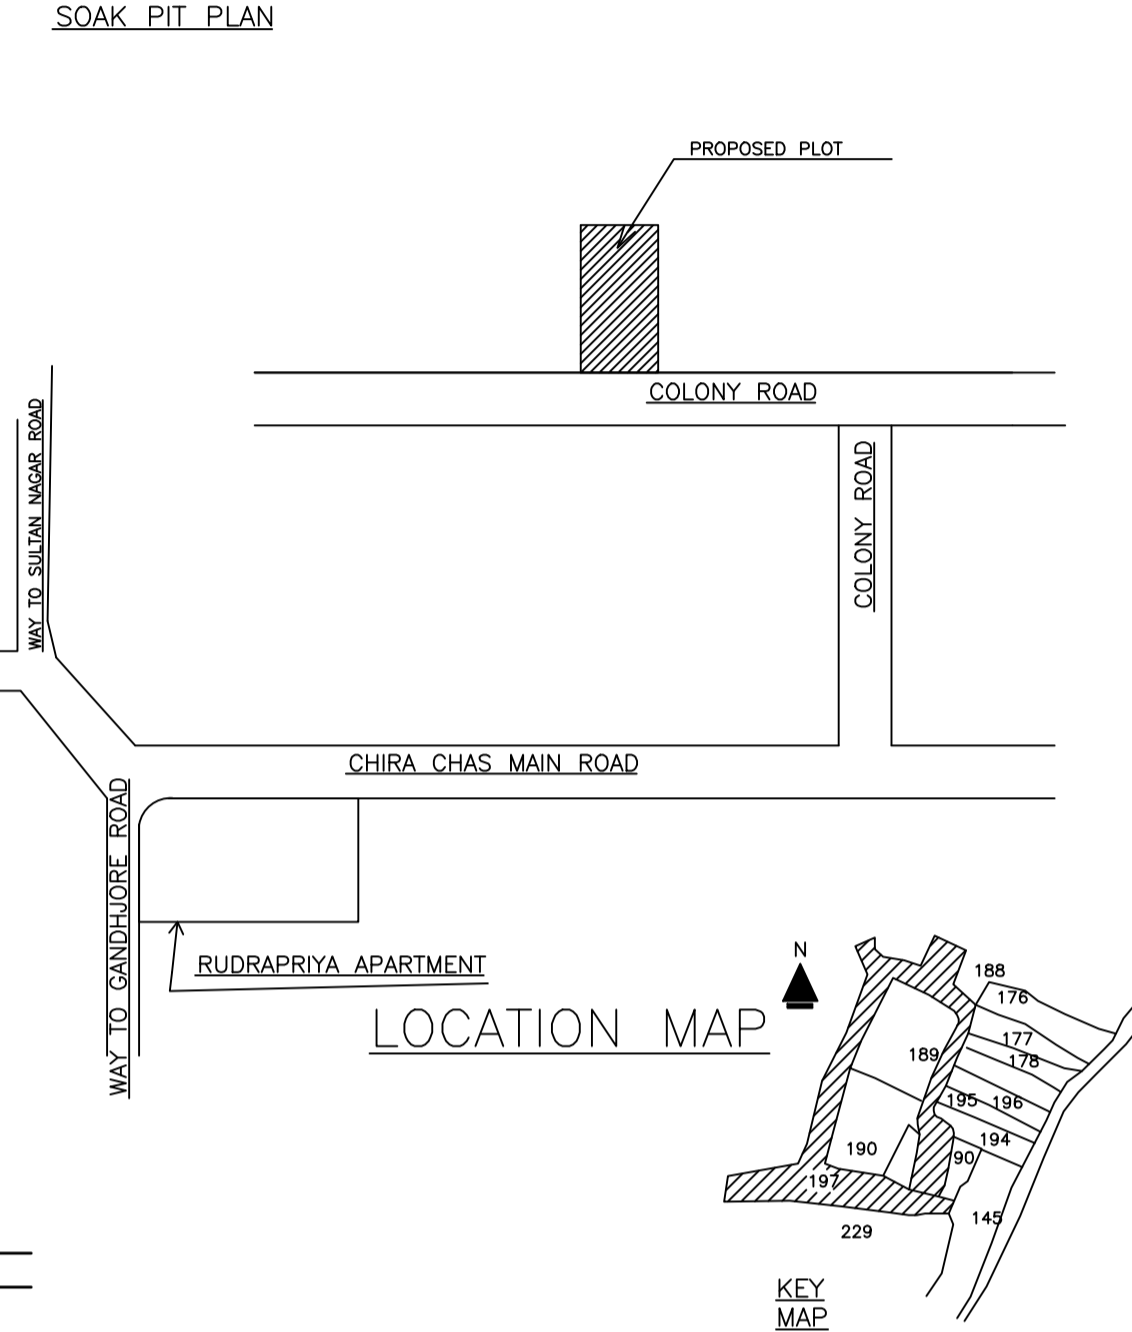 SOAK PIT PLAN
PROPOSED PLOT
COLONY ROAD
WAY TO SULTAN NAGAR ROAD
COLONY ROAD
CHIRA CHAS MAIN ROAD
WAY TO GANDHJORE ROAD
RUDRAPRIYA APARTMENT
LOCATION MAP
N
188
176
177
189
178
195
196
194
190
90
197
145
229
KEY
MAP